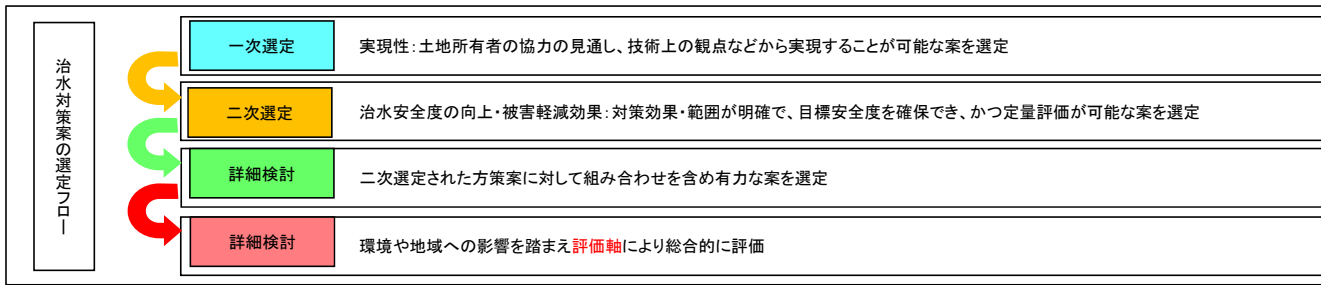 治水対策案の選定フロー
一次選定
実現性：土地所有者の協力の見通し、技術上の観点などから実現することが可能な案を選定
二次選定
治水安全度の向上・被害軽減効果：対策効果・範囲が明確で、目標安全度を確保でき、かつ定量評価が可能な案を選定
詳細検討
二次選定された方策案に対して組み合わせを含め有力な案を選定
詳細検討
環境や地域への影響を踏まえ評価軸により総合的に評価